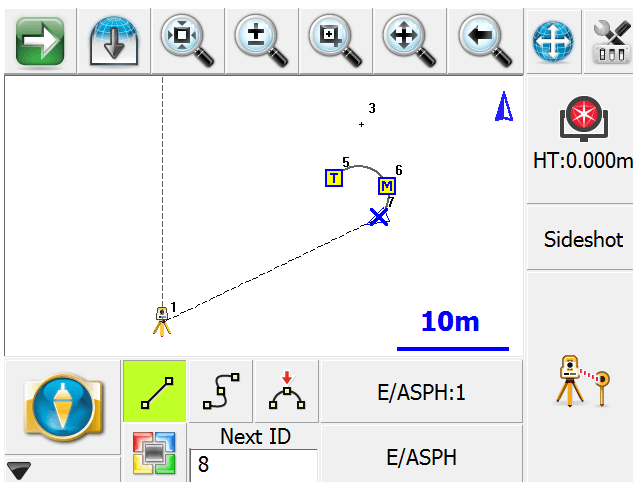 3
5
6
T
M
7
1
10m
HT:0.000m
Sideshot
E/ASPH:1
Next ID
8
E/ASPH